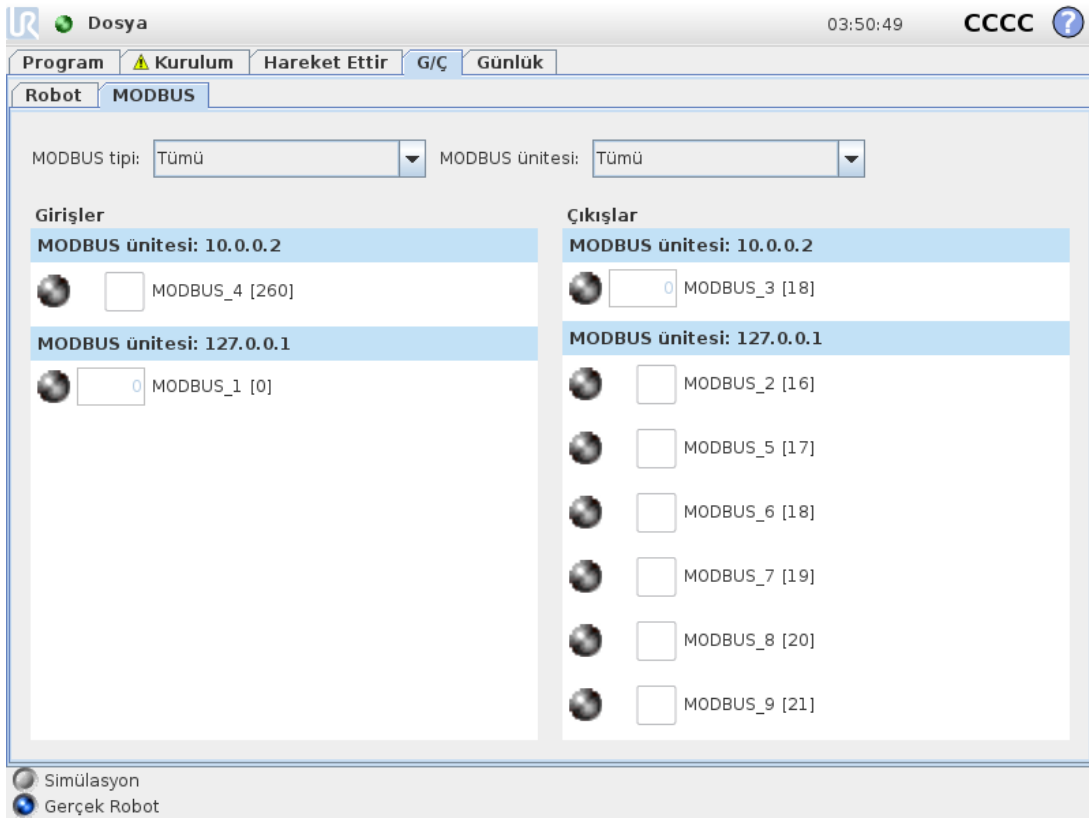 UR Dosya 03:50:49 CCCC ?
Program Kurulum Hareket Ettir G/Ç Günlük
Robot MODBUS
MODBUS tipi: Tümü MODBUS ünitesi: Tümü
Girişler
MODBUS ünitesi: 10.0.0.2
MODBUS_4 [260]
MODBUS ünitesi: 127.0.0.1
0 MODBUS_1 [0]
Çıkışlar
MODBUS ünitesi: 10.0.0.2
0 MODBUS_3 [18]
MODBUS ünitesi: 127.0.0.1
MODBUS_2 [16]
MODBUS_5 [17]
MODBUS_6 [18]
MODBUS_7 [19]
MODBUS_8 [20]
MODBUS_9 [21]
Simülasyon
Gerçek Robot